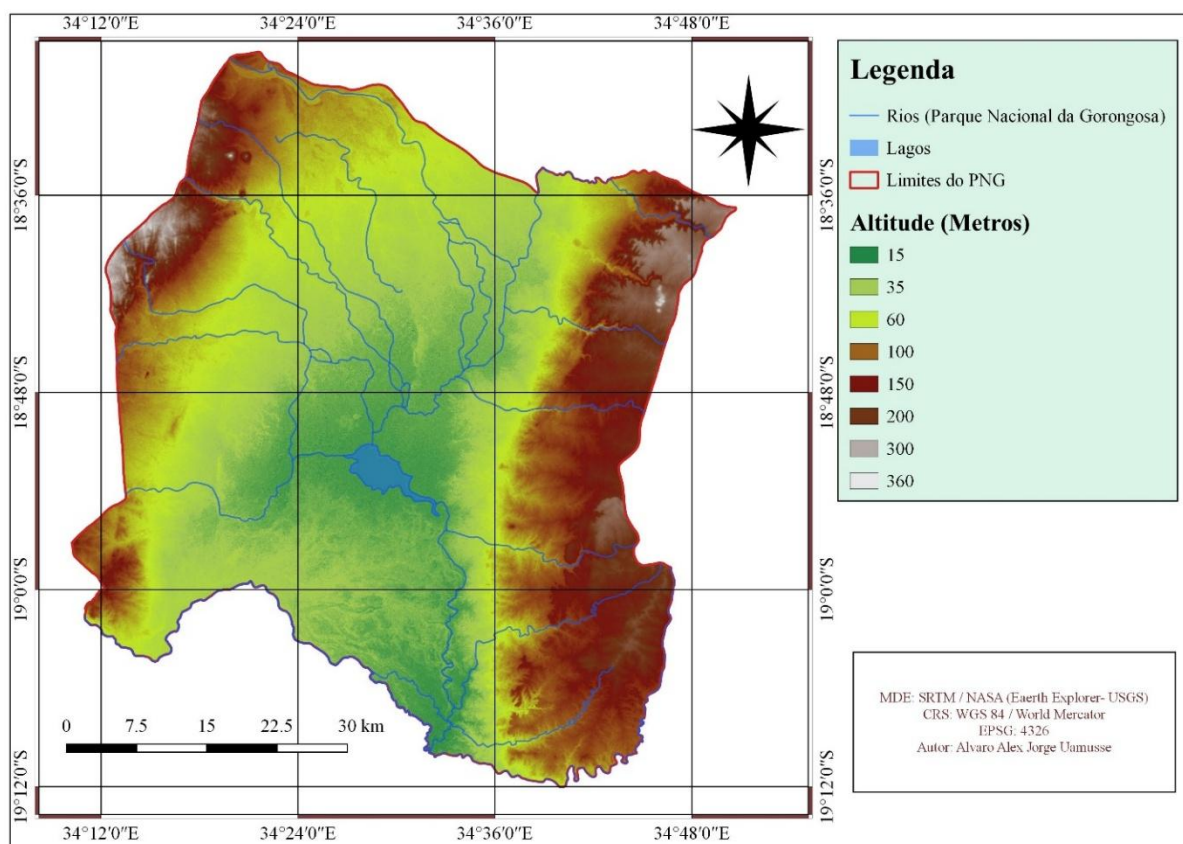 34°12'0"E 34°24'0"E 34°36'0"E 34°48'0"E
18°36'0"S 18°36'0"S
18°48'0"S 18°48'0"S
19°0'0"S 19°0'0"S
19°12'0"S 19°12'0"S
0 7.5 15 22.5 30 km
34°12'0"E 34°24'0"E 34°36'0"E 34°48'0"E
Legenda
Rios (Parque Nacional da Gorongosa)
Lagos
Limites do PNG
Altitude (Metros)
15
35
60
100
150
200
300
360
MDE: SRTM / NASA (Eaerth Explorer- USGS)
CRS: WGS 84 / World Mercator
EPSG: 4326
Autor: Alvaro Alex Jorge Uamusse